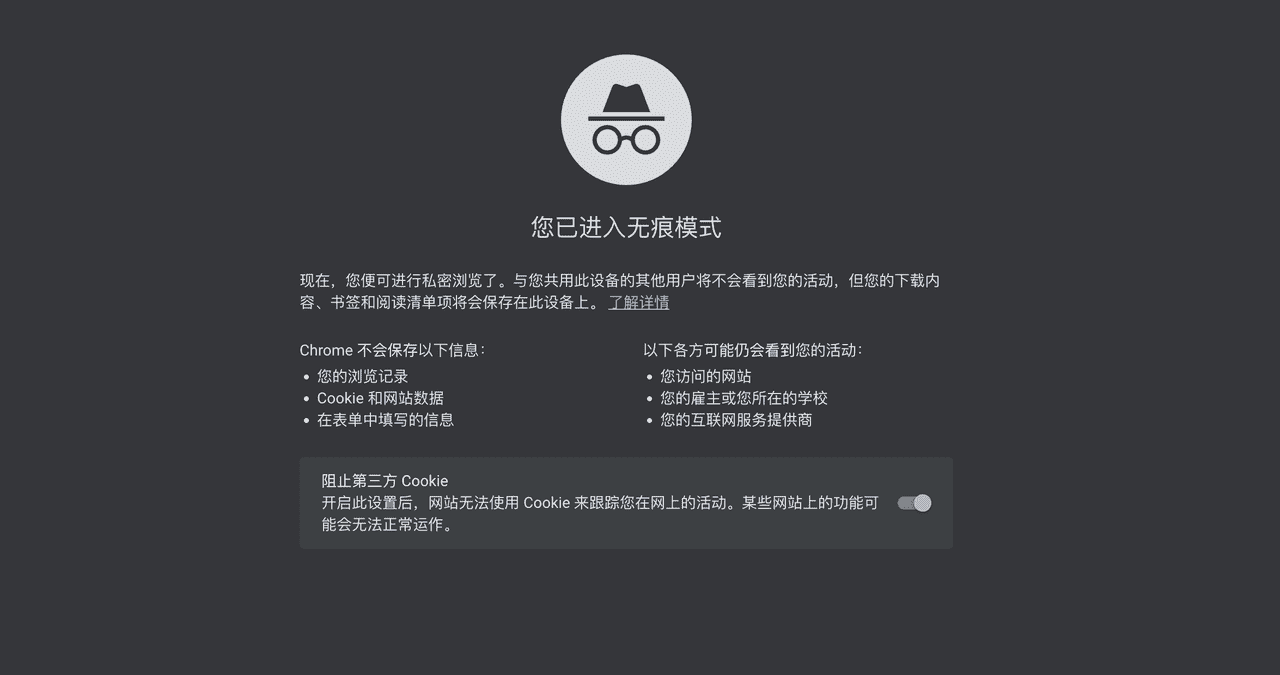 您已进入无痕模式
现在，您便可进行私密浏览了。与您共用此设备的其他用户将不会看到您的活动，但您的下载内
容、书签和阅读清单项将会保存在此设备上。 了解详情
Chrome 不会保存以下信息：
您的浏览记录
Cookie 和网站数据
在表单中填写的信息
以下各方可能仍会看到您的活动：
您访问的网站
您的雇主或您所在的学校
您的互联网服务提供商
阻止第三方 Cookie
开启此设置后，网站无法使用 Cookie 来跟踪您在网上的活动。某些网站上的功能可
能会无法正常运作。